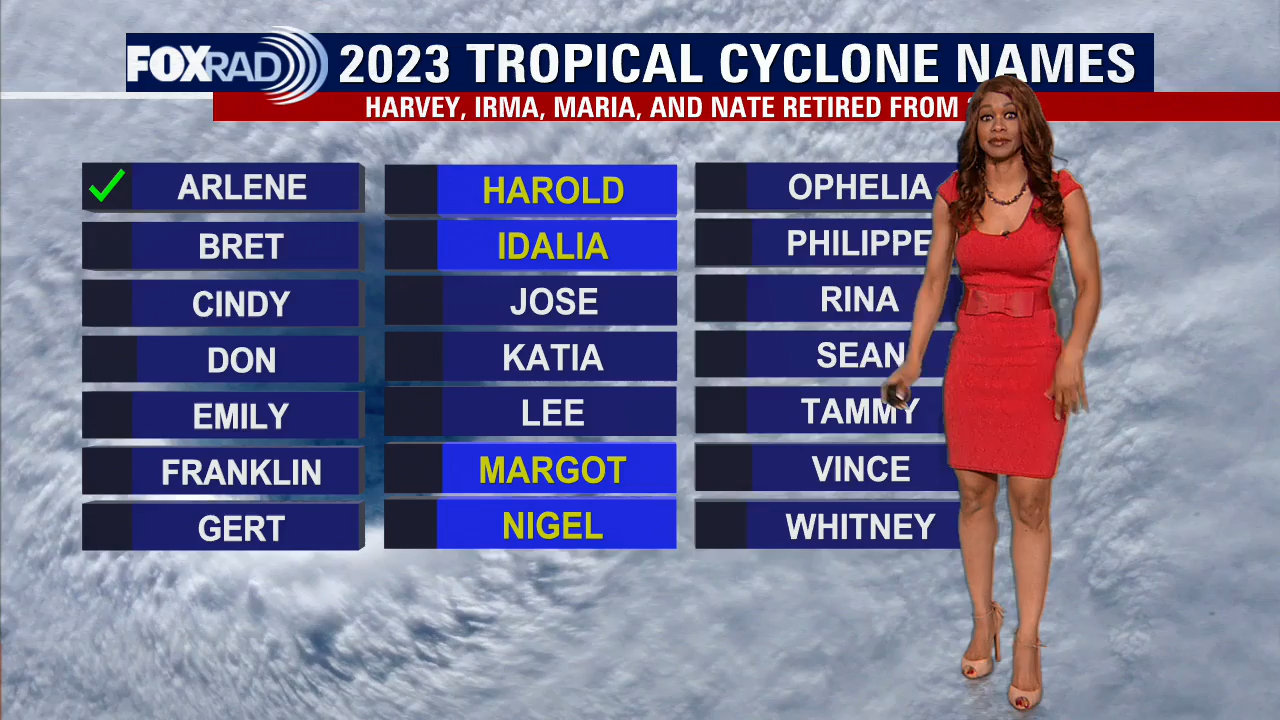 FOXRAD 2023 TROPICAL CYCLONE NAMES
HARVEY, IRMA, MARIA, AND NATE RETIRED FROM
ARLENE
BRET
CINDY
DON
EMILY
FRANKLIN
GERT
HAROLD
IDALIA
JOSE
KATIA
LEE
MARGOT
NIGEL
OPHELIA
PHILIPPE
RINA
SEAN
TAMMY
VINCE
WHITNEY